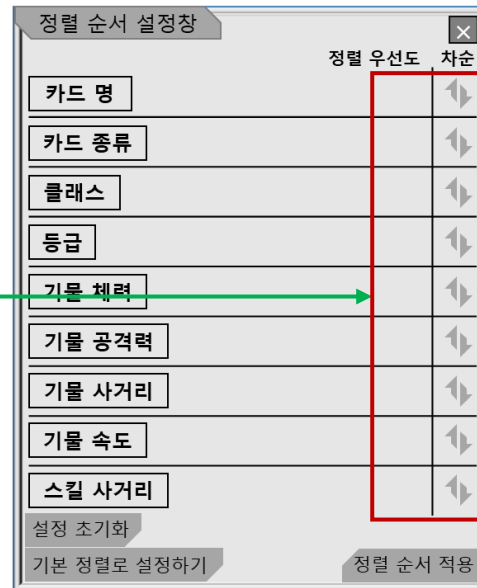 정렬 순서 설정창
×
정렬 우선도 차순
카드 명
카드 종류
클래스
등급
기물 체력
기물 공격력
기물 사거리
기물 속도
스킬 사거리
설정 초기화
기본 정렬로 설정하기 정렬 순서 적용